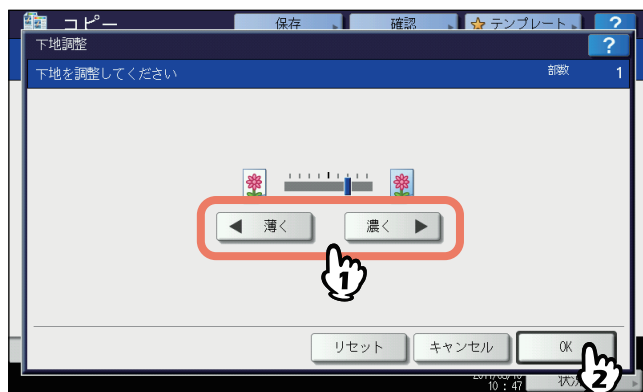 コピー 保存 確認 テンプレート ?
下地調整 ?
下地を調整してください 部数 1
薄く 濃く
1
リセット キャンセル OK
2
10:47